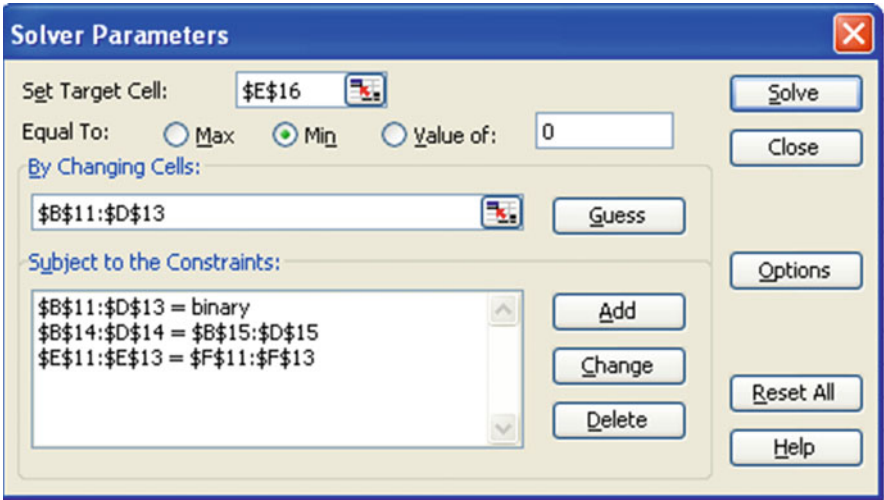 Solver Parameters
Set Target Cell: $E$16
Solve
Equal To: Max Min Value of: 0
Close
By Changing Cells:
$B$11:$D$13
Guess
Subject to the Constraints:
Options
$B$11:$D$13 = binary
$B$14:$D$14 = $B$15:$D$15
$E$11:$E$13 = $F$11:$F$13
Add
Change
Delete
Reset All
Help